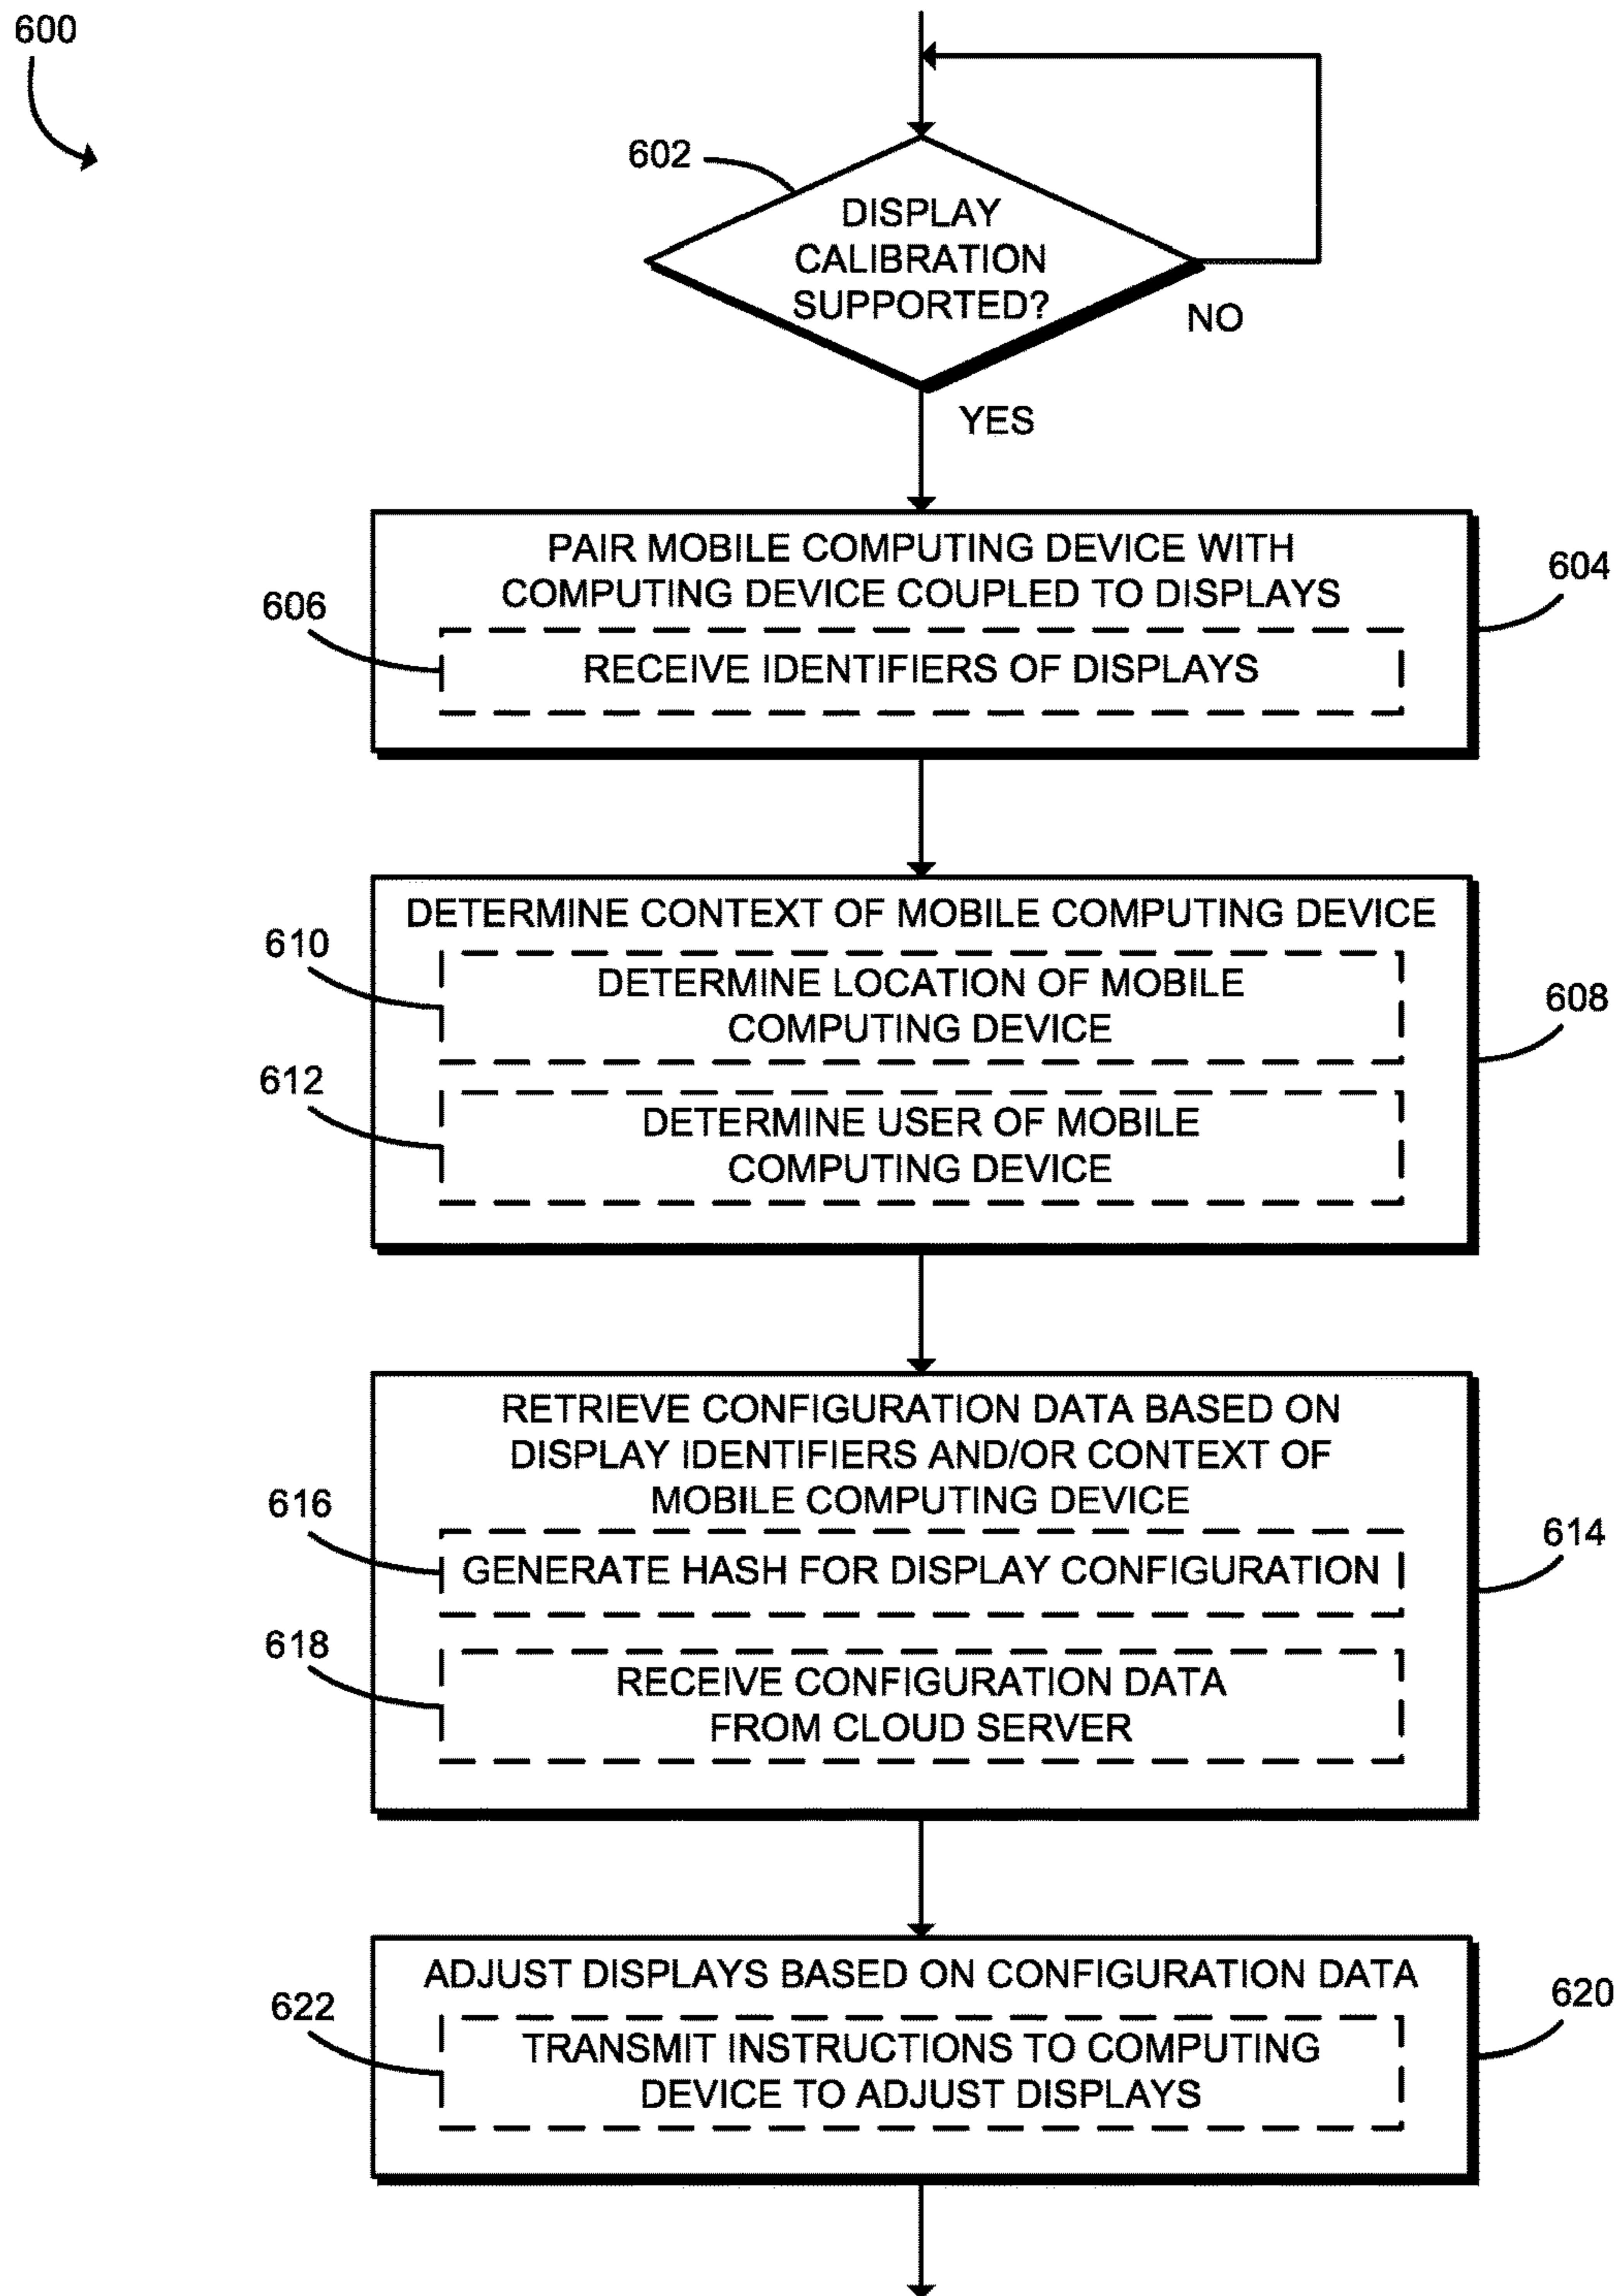 600
602
DISPLAY
CALIBRATION
SUPPORTED?
NO
YES
PAIR MOBILE COMPUTING DEVICE WITH
COMPUTING DEVICE COUPLED TO DISPLAYS
604
606
RECEIVE IDENTIFIERS OF DISPLAYS
DETERMINE CONTEXT OF MOBILE COMPUTING DEVICE
610
DETERMINE LOCATION OF MOBILE
COMPUTING DEVICE
608
612
DETERMINE USER OF MOBILE
COMPUTING DEVICE
RETRIEVE CONFIGURATION DATA BASED ON
DISPLAY IDENTIFIERS AND/OR CONTEXT OF
MOBILE COMPUTING DEVICE
616
GENERATE HASH FOR DISPLAY CONFIGURATION
614
618
RECEIVE CONFIGURATION DATA
FROM CLOUD SERVER
ADJUST DISPLAYS BASED ON CONFIGURATION DATA
622
TRANSMIT INSTRUCTIONS TO COMPUTING
DEVICE TO ADJUST DISPLAYS
620